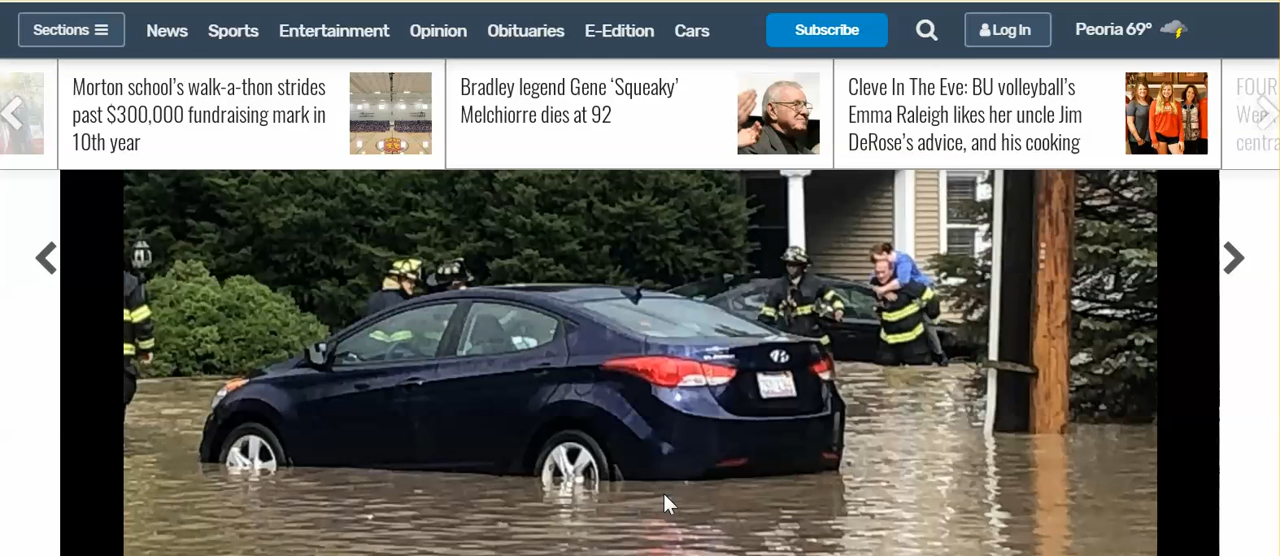 Sections
News
Sports
Entertainment
Opinion
Obituaries
E-Edition
Cars
Subscribe
Log In
Peoria 69°
Morton school's walk-a-thon strides
past $300,000 fundraising mark in
10th year
Bradley legend Gene ‘Squeaky’
Melchiorre dies at 92
Cleve In The Eve: BU volleyball’s
Emma Raleigh likes her uncle Jim
DeRose’s advice, and his cooking
FOUR
centra